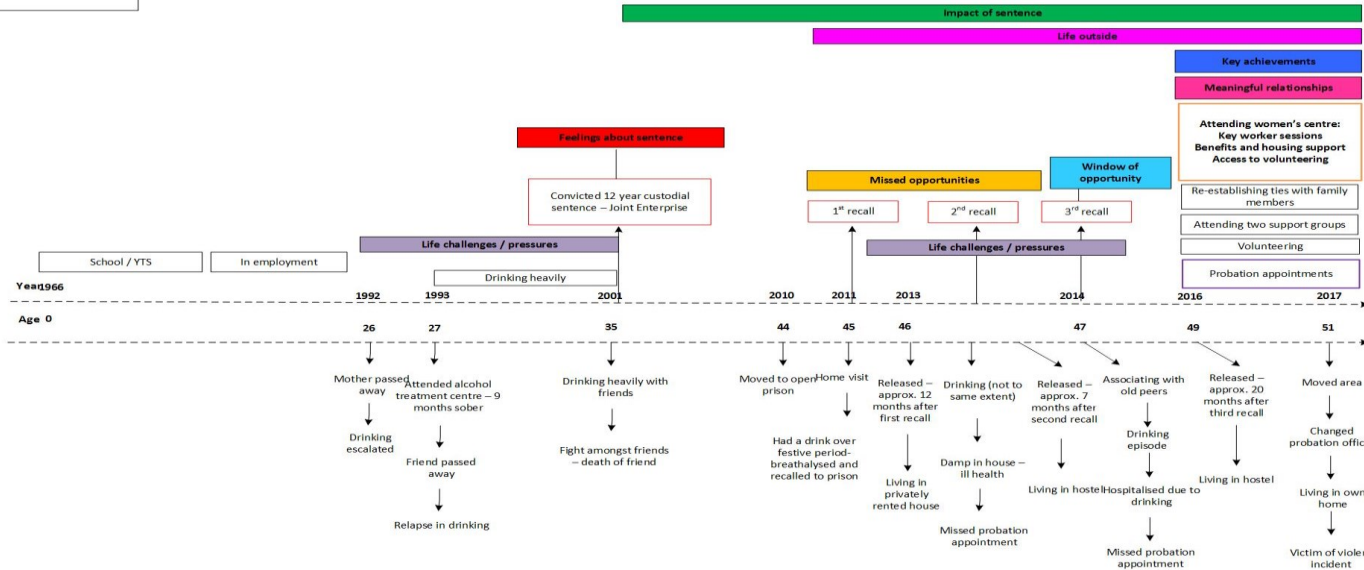 Impact of sentence
Life outside
Key achievements
Meaningful relationships
Attending women's centre:
Key worker sessions
Benefits and housing support
Access to volunteering
Feelings about sentence
Window of
opportunity
Missed opportunities
Convicted 12 year custodial
sentence – Joint Enterprise
1st recall
2nd recall
3rd recall
Re-establishing ties with family
members
Attending two support groups
Volunteering
Probation appointments
Life challenges / pressures
Life challenges / pressures
School / YTS
In employment
Drinking heavily
Year 1966
1992
1993
2001
2010
2011
2013
2014
2016
2017
Age 0
26
27
35
44
45
46
47
49
51
Mother passed
away
Drinking
escalated
Attended alcohol
treatment centre – 9
months sober
Friend passed
away
Relapse in drinking
Drinking heavily with
friends
Fight amongst friends
– death of friend
Moved to open
prison
Home visit
Had a drink over
festive period-
breathalysed and
recalled to prison
Released –
approx. 12
months after
first recall
Living in
privately
rented house
Drinking (not to
same extent)
Damp in house –
ill health
Missed probation
appointment
Released –
approx. 7
months after
second recall
Living in hostel
Associating with
old peers
Drinking
episode
Hospitalised due to
drinking
Missed probation
appointment
Released –
approx. 20
months after
third recall
Living in hostel
Moved area
Changed
probation offic
Living in own
home
Victim of violen
incident